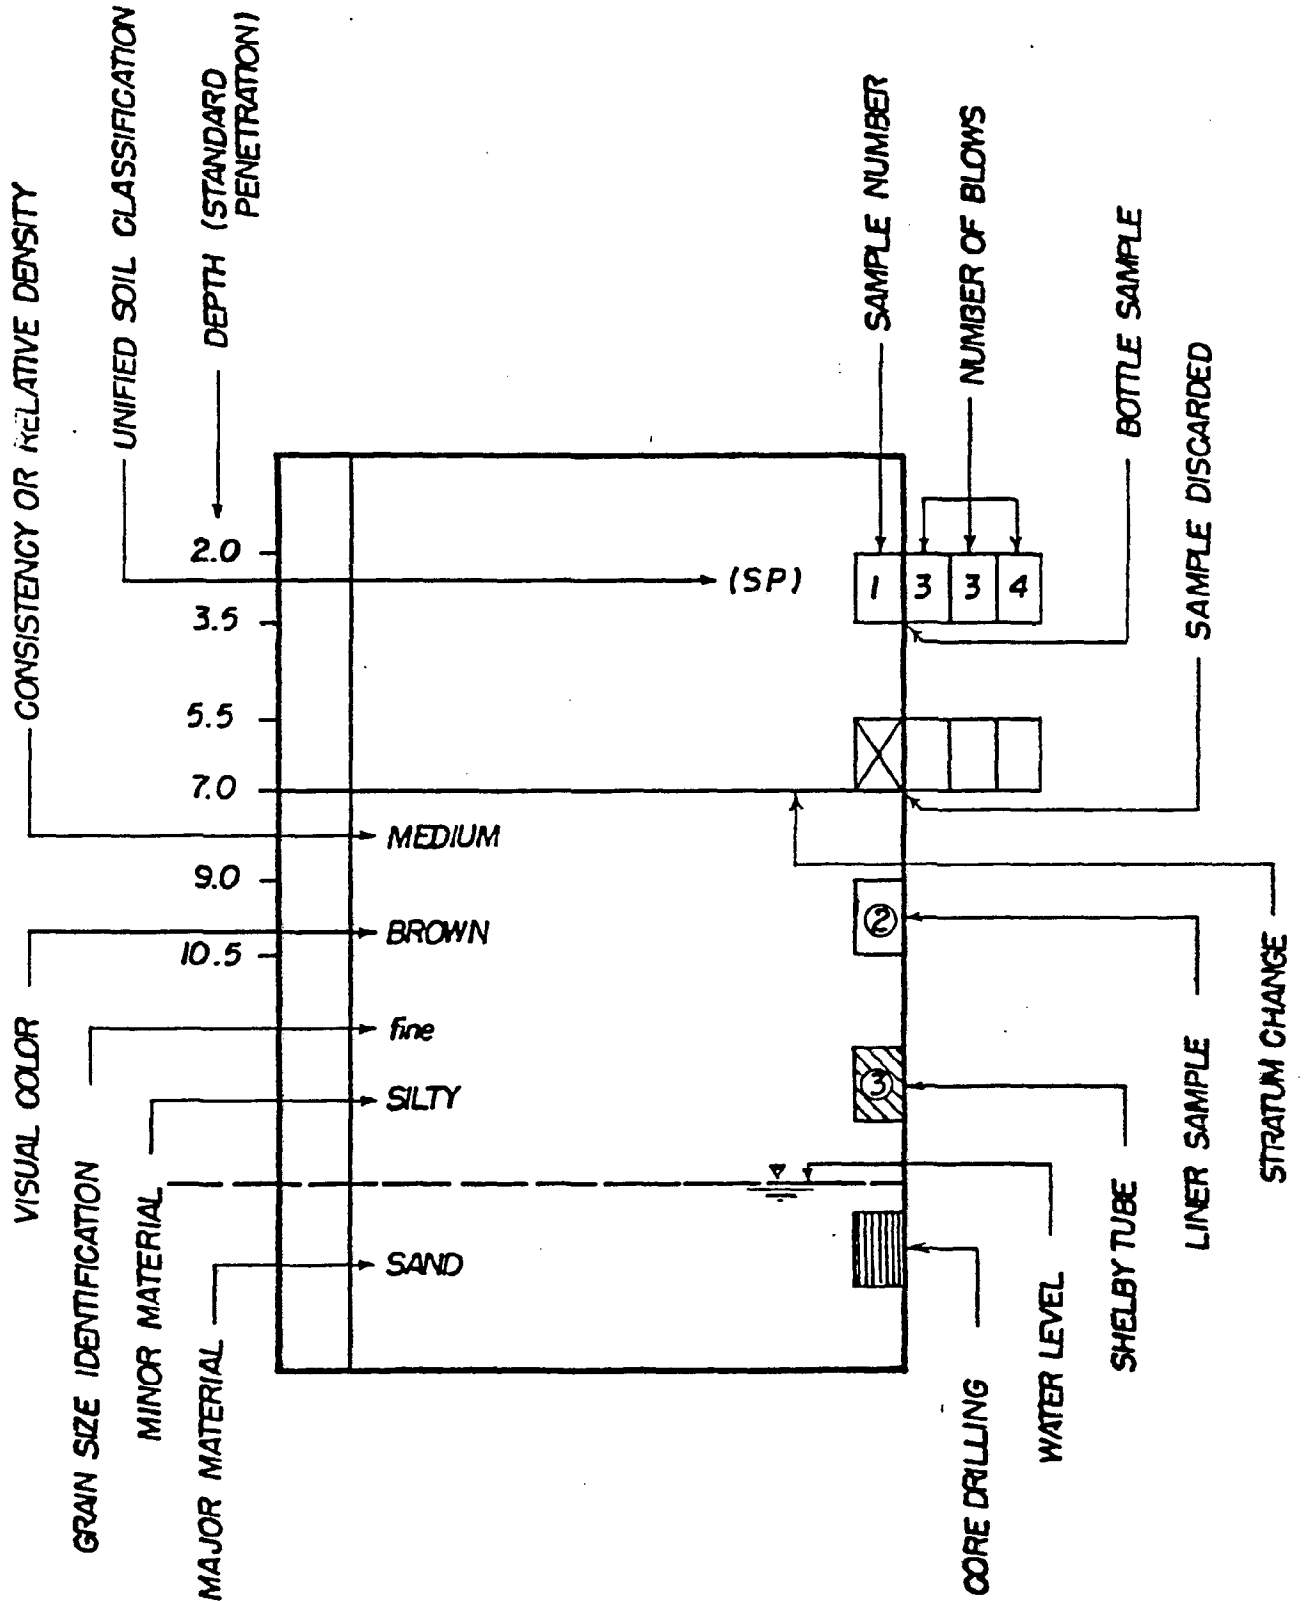 CONSISTENCY OR RELATIVE DENSITY
UNIFIED SOIL CLASSIFICATION
DEPTH (STANDARD
PENETRATION)
2.0
(SP)
3.5
5.5
7.0
MEDIUM
9.0
BROWN
10.5
fine
SILTY
SAND
VISUAL COLOR
GRAIN SIZE IDENTIFICATION
MINOR MATERIAL
MAJOR MATERIAL
1 3 3 4
2
3
SAMPLE NUMBER
NUMBER OF BLOWS
BOTTLE SAMPLE
SAMPLE DISCARDED
STRATUM CHANGE
LINER SAMPLE
SHELBY TUBE
WATER LEVEL
CORE DRILLING